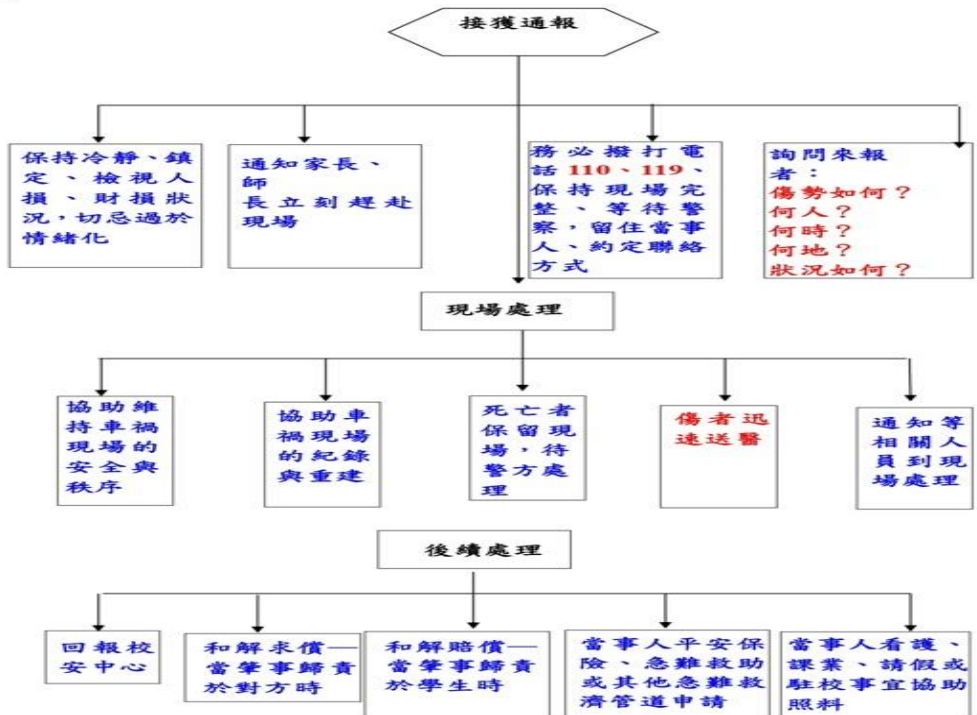 接獲通報
保持冷靜、鎮
定、檢視人
損、財損狀
況,切忌過於
情緒化
通知家長、
師
長立刻趕赴
現場
務必撥打電
話110、119、
保持現場完
整、等待警
察,留住當事
人、約定聯絡
方式
詢問來報
者:
傷勢如何?
何人?
何時?
何地?
狀況如何?
現場處理
協助維
持車禍
現場的
安全與
秩序
協助車
禍現場
的紀錄
與重建
死亡者
保留現
場,待
警方處
理
傷者迅
速送醫
通知等
相關人
員到現
場處理
後續處理
回報校
安中心
和解求償—
當肇事歸責
於對方時
和解賠償—
當肇事歸責
於學生時
當事人平安保
險、急難救助
或其他急難救
濟管道申請
當事人看護、
課業、請假或
駐校事宜協助
照料